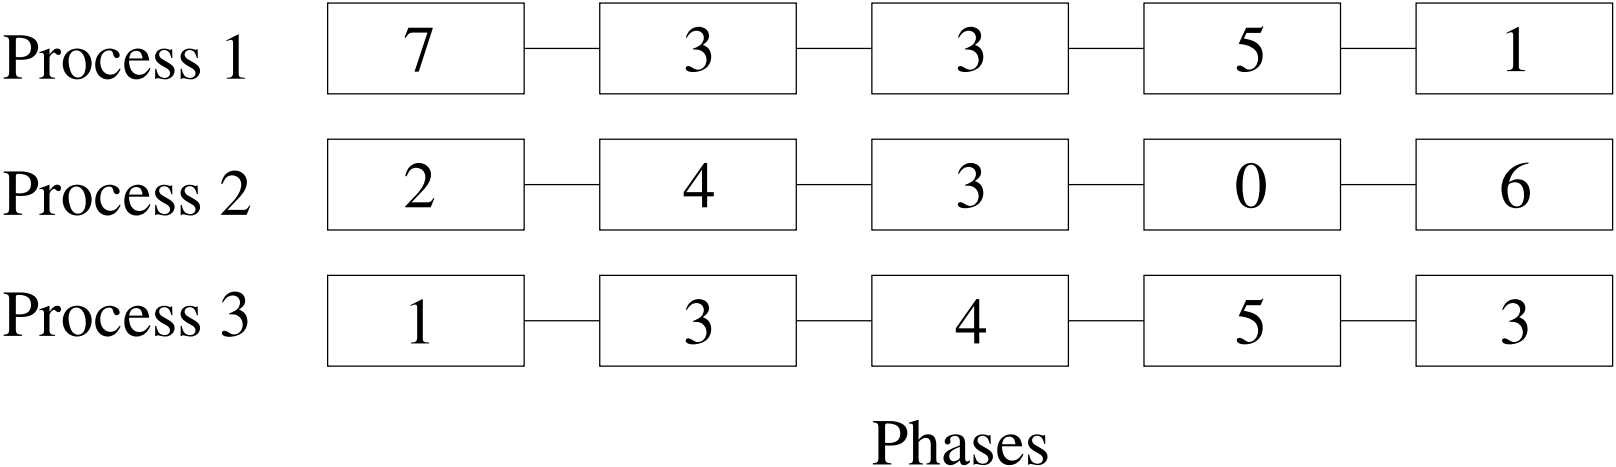 Process 1 7 3 3 5 1
Process 2 2 4 3 0 6
Process 3 1 3 4 5 3
Phases